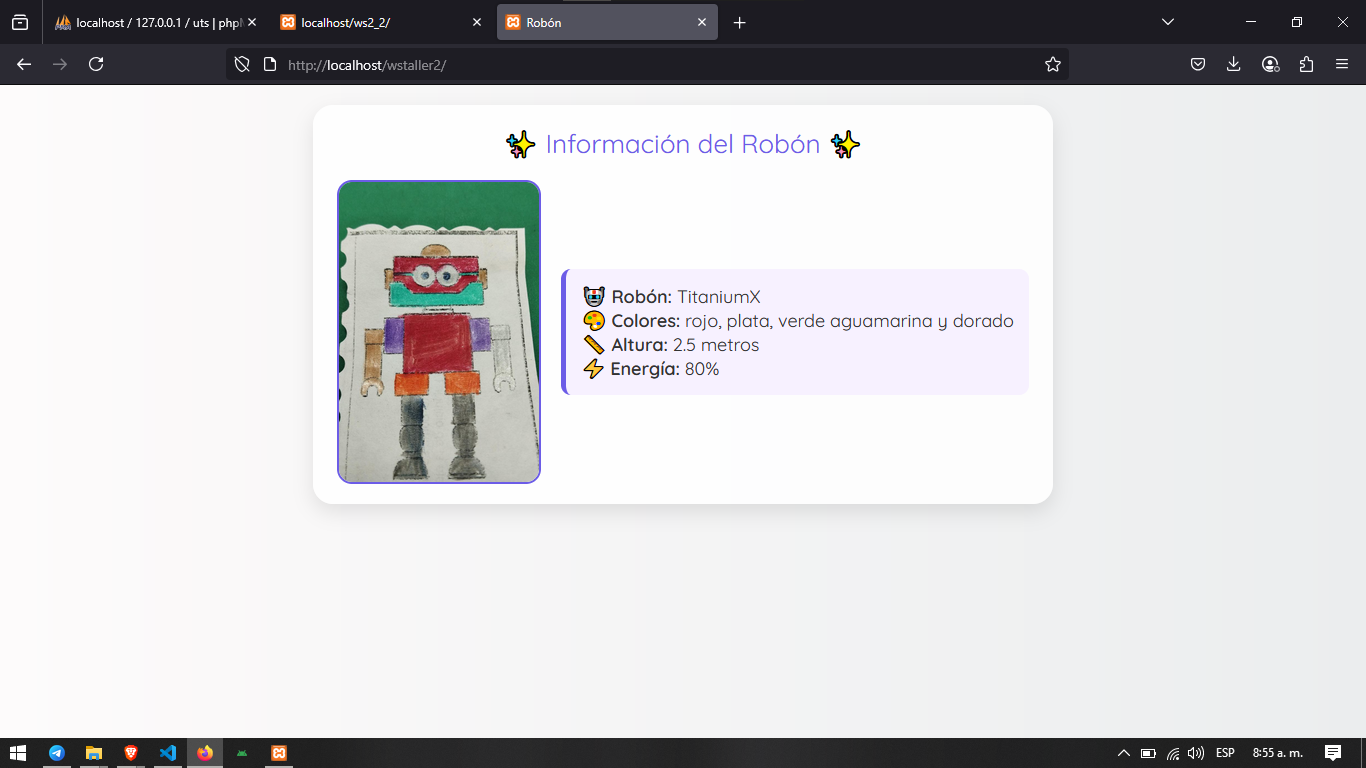 localhost / 127.0.0.1 / uts | phpM
localhost/ws2_2/
Robón
http://localhost/wstaller2/
✨ Información del Robón ✨
🤖 Robón: TitaniumX
🎨 Colores: rojo, plata, verde aguamarina y dorado
📏 Altura: 2.5 metros
⚡ Energía: 80%
ESP
8:55 a. m.